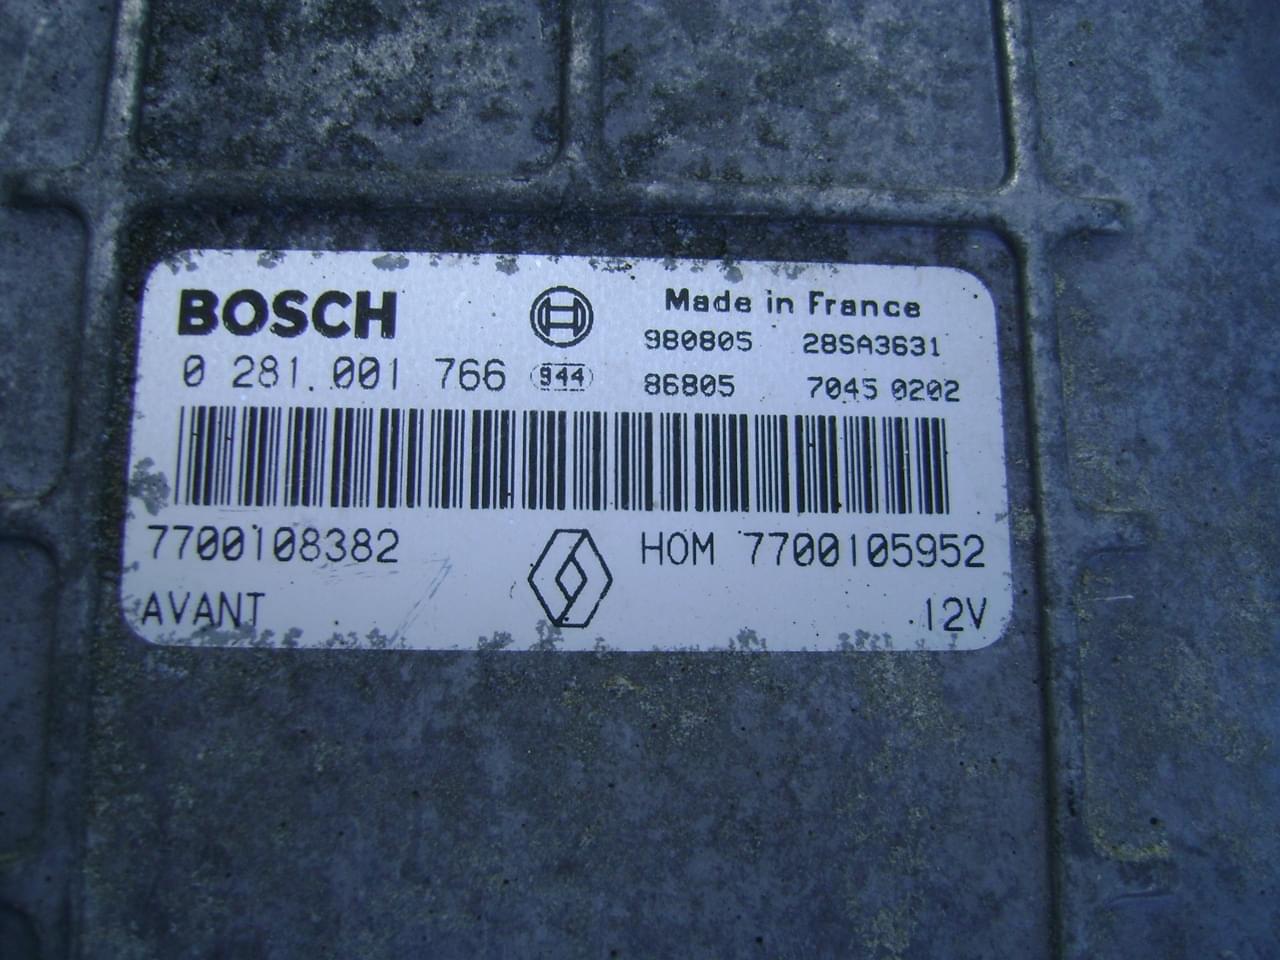 BOSCH
Made in France
980805 28SA3631
0 281.001 766 944
86805 7045 0202
7700108382
HOM 7700105952
AVANT
12V